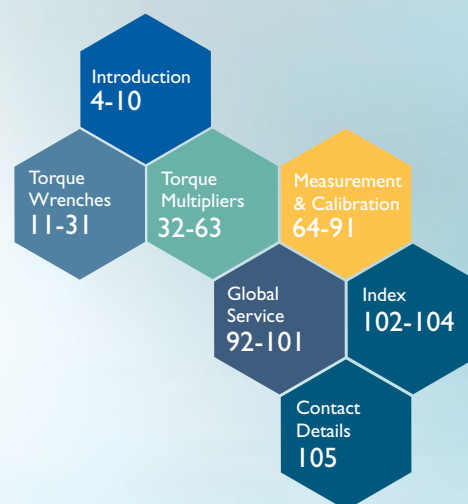 Introduction
4-10
Torque
Wrenches
11-31
Torque
Multipliers
32-63
Measurement
& Calibration
64-91
Global
Service
92-101
Index
102-104
Contact
Details
105